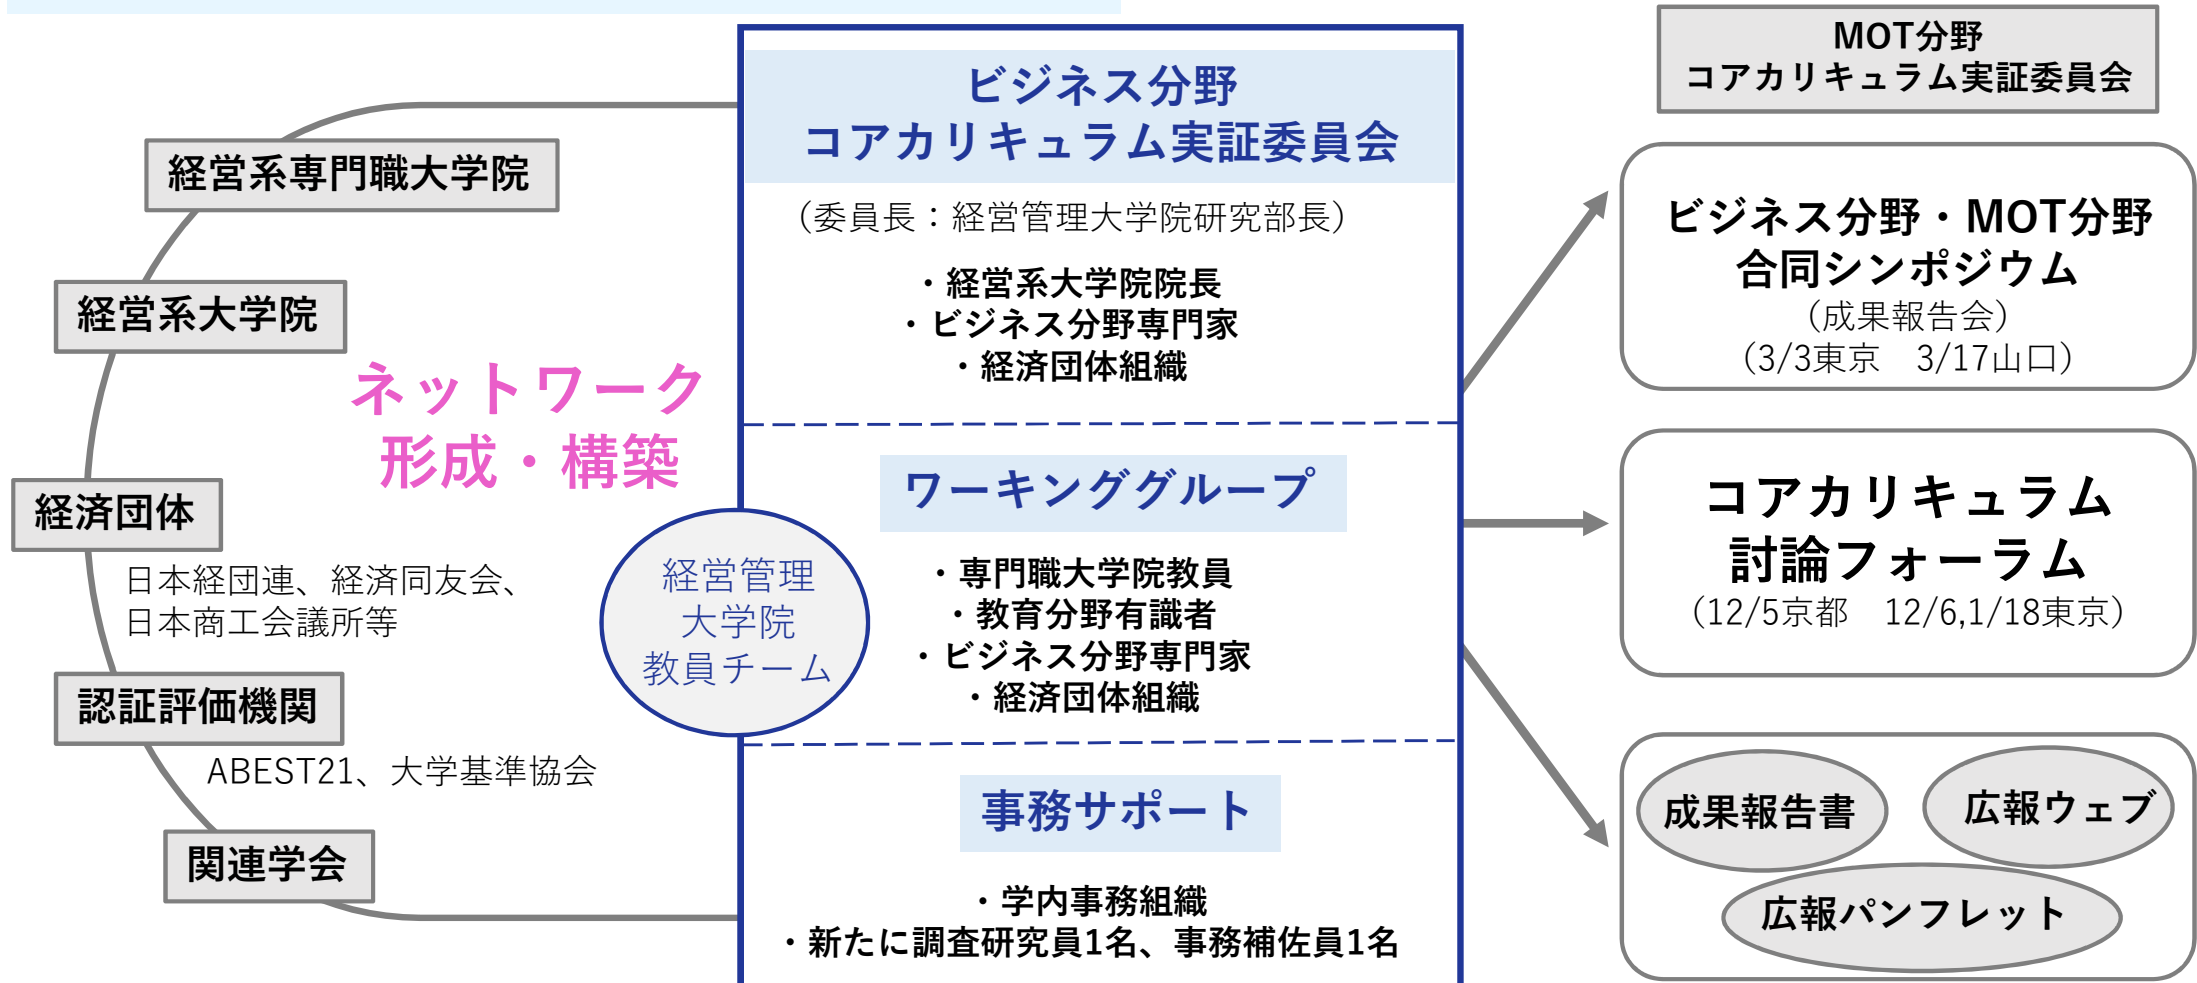 経営系専門職大学院
経営系大学院
ネットワーク
形成・構築
経済団体
日本経団連、経済同友会、
日本商工会議所等
認証評価機関
ABEST21、大学基準協会
関連学会
経営管理
大学院
教員チーム
ビジネス分野
コアカリキュラム実証委員会
（委員長：経営管理大学院研究部長）
・経営系大学院院長
・ビジネス分野専門家
・経済団体組織
ワーキンググループ
・専門職大学院教員
・教育分野有識者
・ビジネス分野専門家
・経済団体組織
事務サポート
・学内事務組織
・新たに調査研究員1名、事務補佐員1名
MOT分野
コアカリキュラム実証委員会
ビジネス分野・MOT分野
合同シンポジウム
（成果報告会）
（3/3東京　3/17山口）
コアカリキュラム
討論フォーラム
（12/5京都　12/6,1/18東京）
成果報告書
広報ウェブ
広報パンフレット